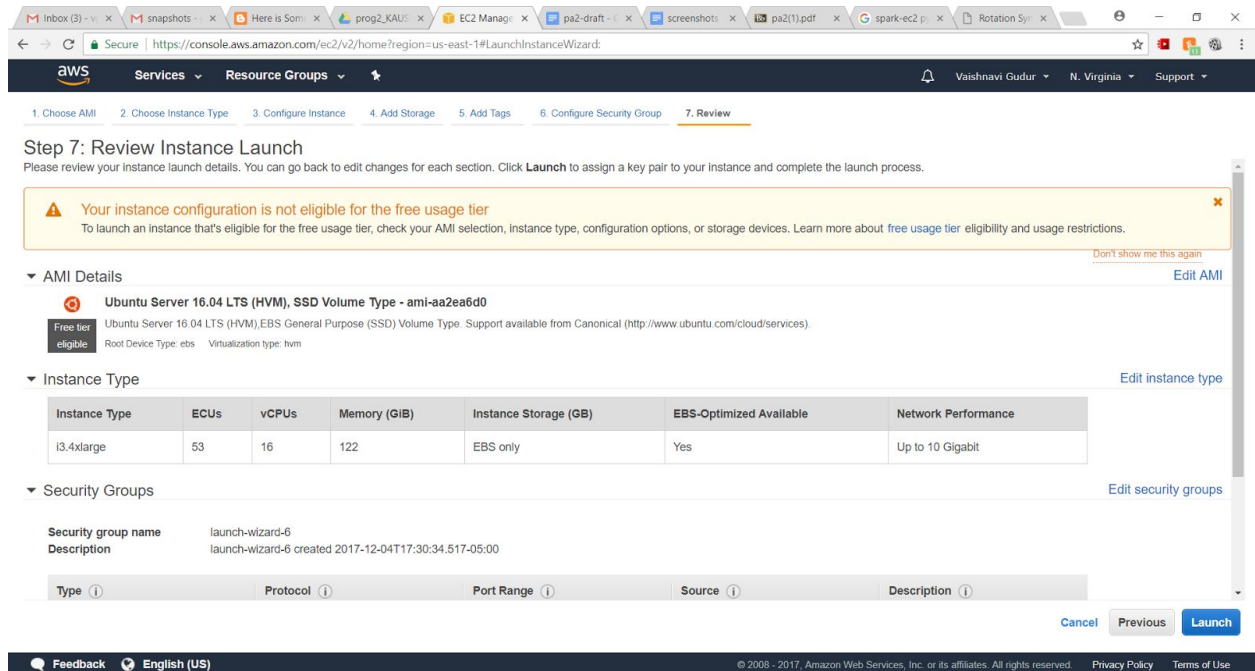 Inbox (3) - v
snapshots -
Here is Som
prog2_KAUS
EC2 Manage
pa2-draft - G
screenshots
pa2(1).pdf
spark-ec2 p
Rotation Syn
Secure | https://console.aws.amazon.com/ec2/v2/home?region=us-east-1#LaunchInstanceWizard:
aws Services Resource Groups Vaishnavi Gudur N. Virginia Support
1. Choose AMI 2. Choose Instance Type 3. Configure Instance 4. Add Storage 5. Add Tags 6. Configure Security Group 7. Review
Step 7: Review Instance Launch
Please review your instance launch details. You can go back to edit changes for each section. Click Launch to assign a key pair to your instance and complete the launch process.
Your instance configuration is not eligible for the free usage tier
To launch an instance that's eligible for the free usage tier, check your AMI selection, instance type, configuration options, or storage devices. Learn more about free usage tier eligibility and usage restrictions.
Don't show me this again
AMI Details Edit AMI
Ubuntu Server 16.04 LTS (HVM), SSD Volume Type - ami-aa2ea6d0
Free tier eligible
Ubuntu Server 16.04 LTS (HVM),EBS General Purpose (SSD) Volume Type. Support available from Canonical (http://www.ubuntu.com/cloud/services).
Root Device Type: ebs Virtualization type: hvm
Instance Type Edit instance type
Instance Type ECUs vCPUs Memory (GiB) Instance Storage (GB) EBS-Optimized Available Network Performance
i3.4xlarge 53 16 122 EBS only Yes Up to 10 Gigabit
Security Groups Edit security groups
Security group name launch-wizard-6
Description launch-wizard-6 created 2017-12-04T17:30:34.517-05:00
Type Protocol Port Range Source Description
Cancel Previous Launch
Feedback English (US) © 2008 - 2017, Amazon Web Services, Inc. or its affiliates. All rights reserved. Privacy Policy Terms of Use